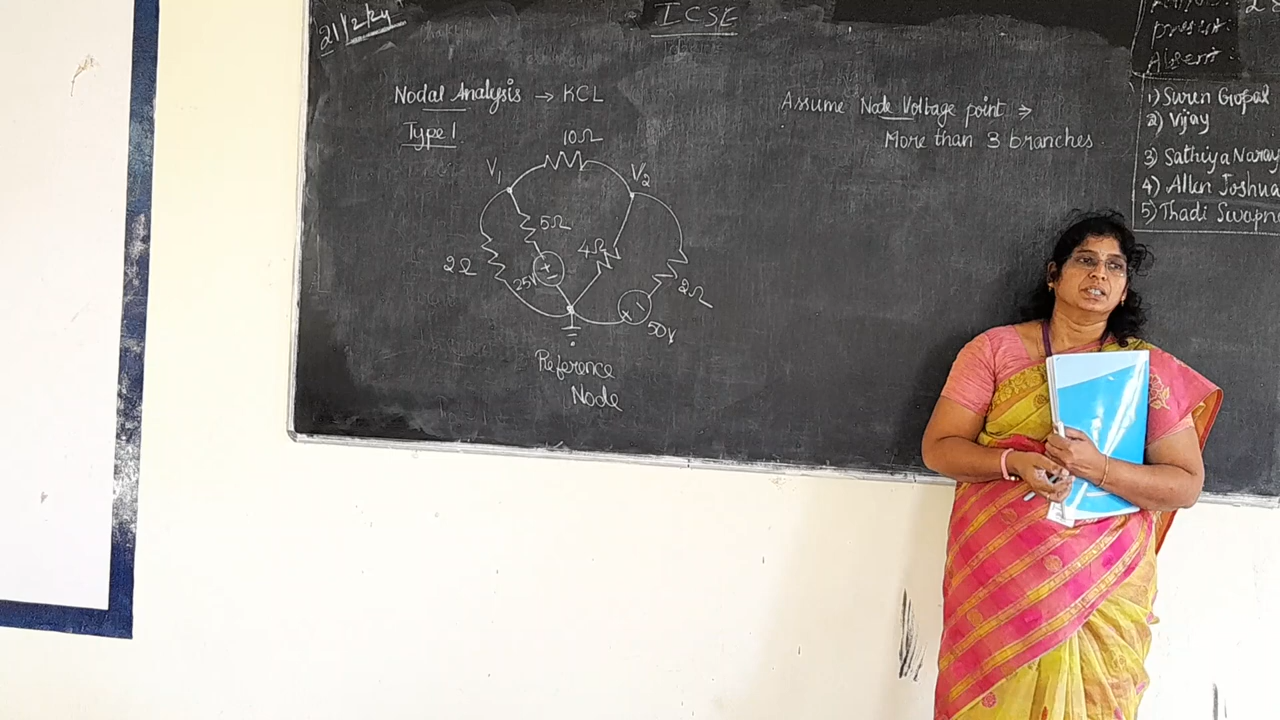 21/2/24
ICSE
Nodal Analysis → KCL
Type 1
10Ω
V1
V2
5Ω
4Ω
2Ω
25V
+ -
2Ω
+ -
50V
Reference
Node
Assume Node Voltage point →
More than 3 branches.
present:
Absent:
1) Suren Gopal
2) Vijay
3) Sathiya Naray
4) Allen Joshua
5) Thadi Swapn